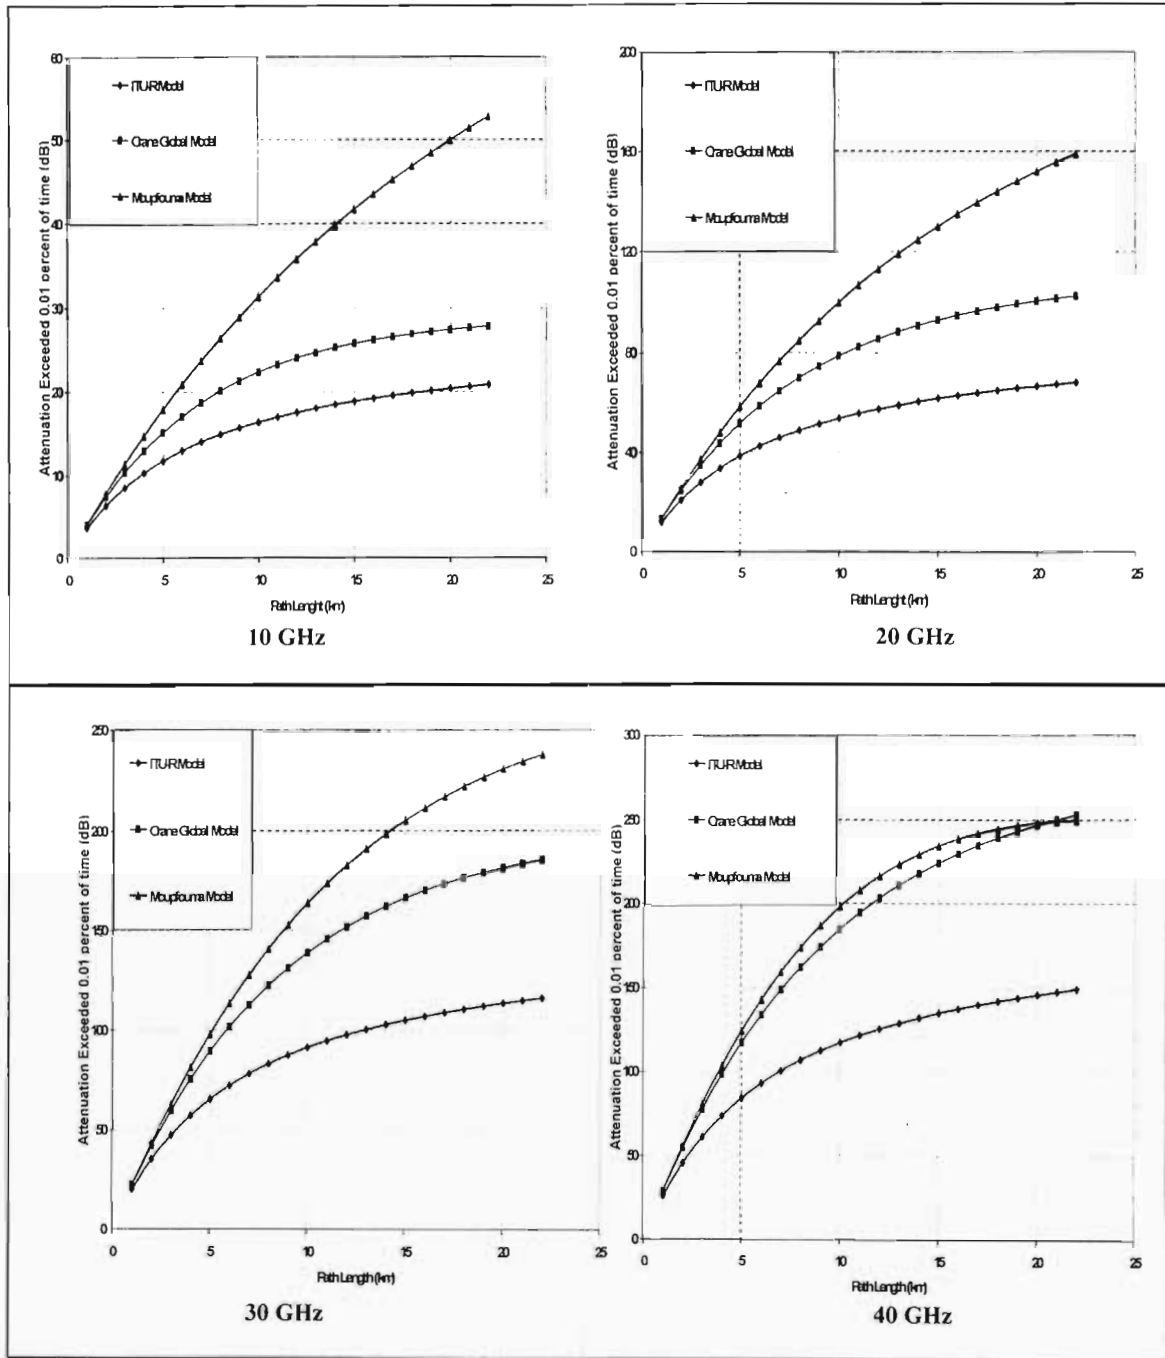 60
50
40
30
20
10
0
Attenuation Exceeded 0.01 percent of time (dB)
ITU-R Model
Crane Global Model
Moupfouma Model
0 5 10 15 20 25
Path Lenght (km)
10 GHz
200
160
120
80
40
0
Attenuation Exceeded 0.01 percent of time (dB)
ITU-R Model
Crane Global Model
Moupfouma Model
0 5 10 15 20 25
Path Lenght (km)
20 GHz
250
200
150
100
50
0
Attenuation Exceeded 0.01 percent of time (dB)
ITU-R Model
Crane Global Model
Moupfouma Model
0 5 10 15 20 25
Path Length (km)
30 GHz
300
250
200
150
100
50
0
Attenuation Exceeded 0.01 percent of time (dB)
ITU-R Model
Crane Global Model
Moupfouma Model
0 5 10 15 20 25
Path Length (km)
40 GHz